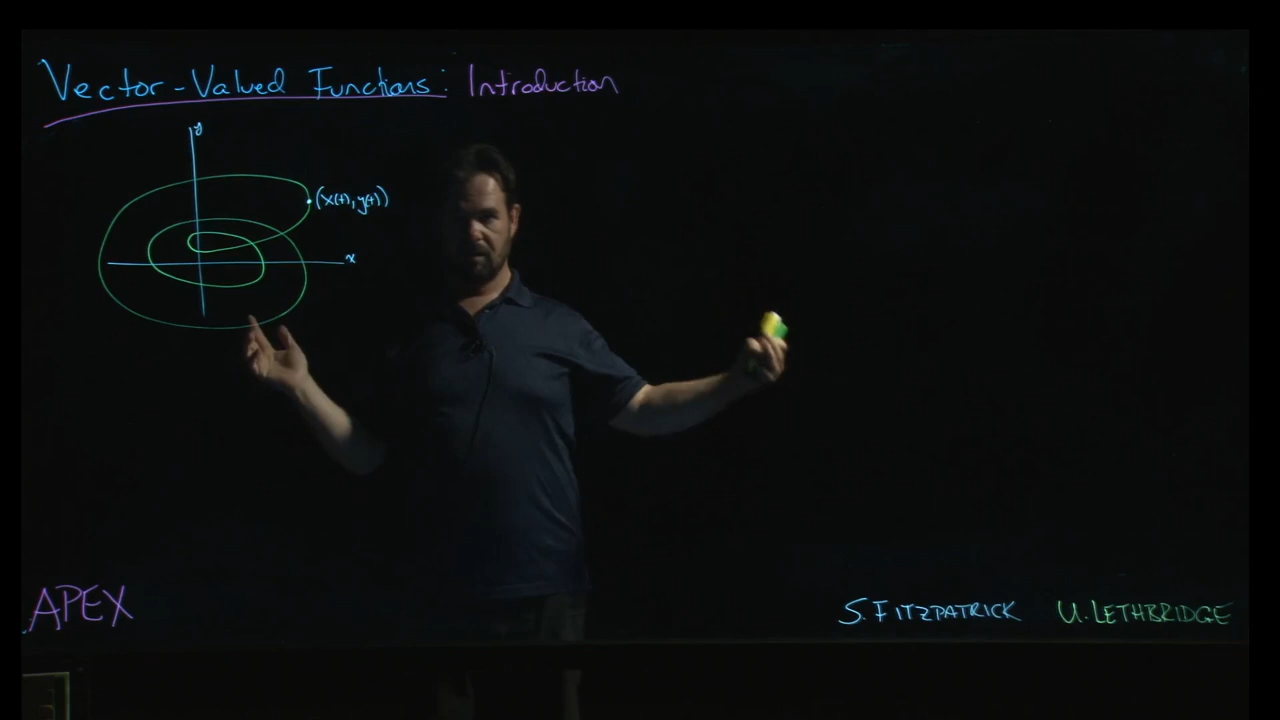 Vector-Valued Functions: Introduction
y
(x(t), y(t))
x
APEX
S. FITZPATRICK U. LETHBRIDGE